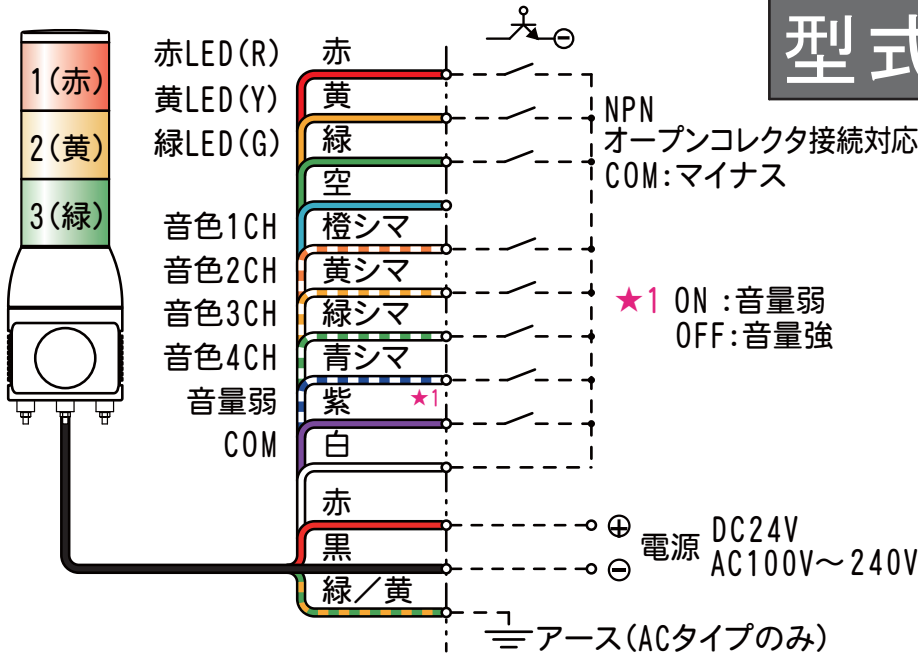 型式
1(赤)
2(黄)
3(緑)
赤LED(R) 赤
黄LED(Y) 黄
緑LED(G) 緑
空
音色1CH 橙シマ
音色2CH 黄シマ
音色3CH 緑シマ
音色4CH 青シマ
音量弱 紫 ★1
COM 白
赤
黒
緑／黄
⊖
NPN
オープンコレクタ接続対応
COM:マイナス
★1 ON :音量弱
OFF:音量強
⊕
⊖
電源 DC24V
AC100V～240V
アース(ACタイプのみ)